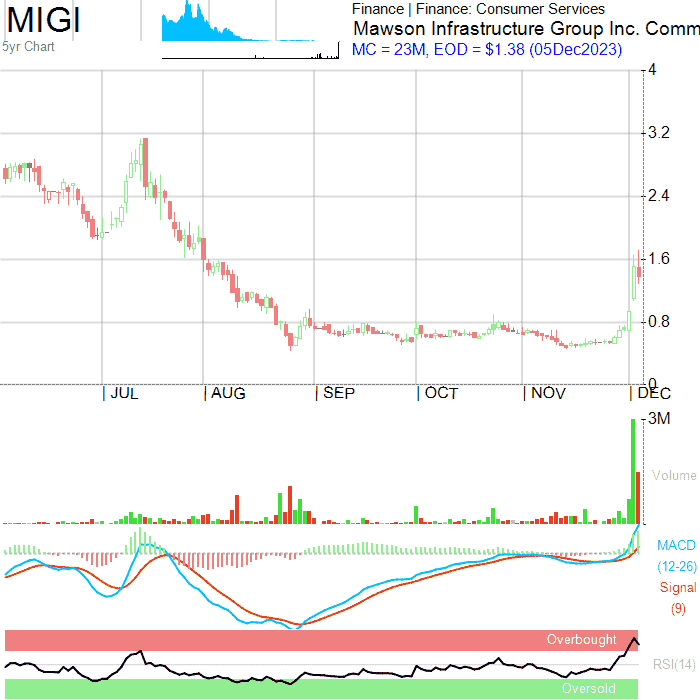 MIGI
5yr Chart
Finance | Finance: Consumer Services
Mawson Infrastructure Group Inc. Comm
MC = 23M, EOD = $1.38 (05Dec2023)
4
3.2
2.4
1.6
0.8
0
JUL AUG SEP OCT NOV DEC
3M
Volume
MACD
(12-26)
Signal
(9)
Overbought
RSI(14)
Oversold